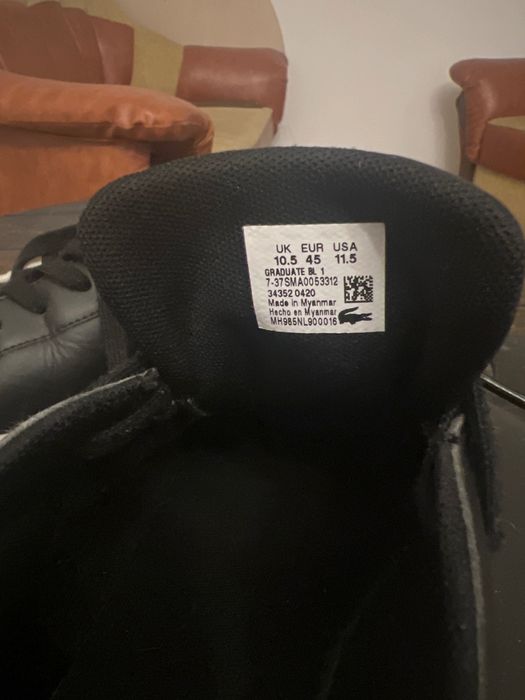 UK EUR USA
10.5 45 11.5
GRADUATE BL 1
7-37SMA0053312
34352 0420
Made in Myanmar
Hecho en Myanmar
MH985NL900016